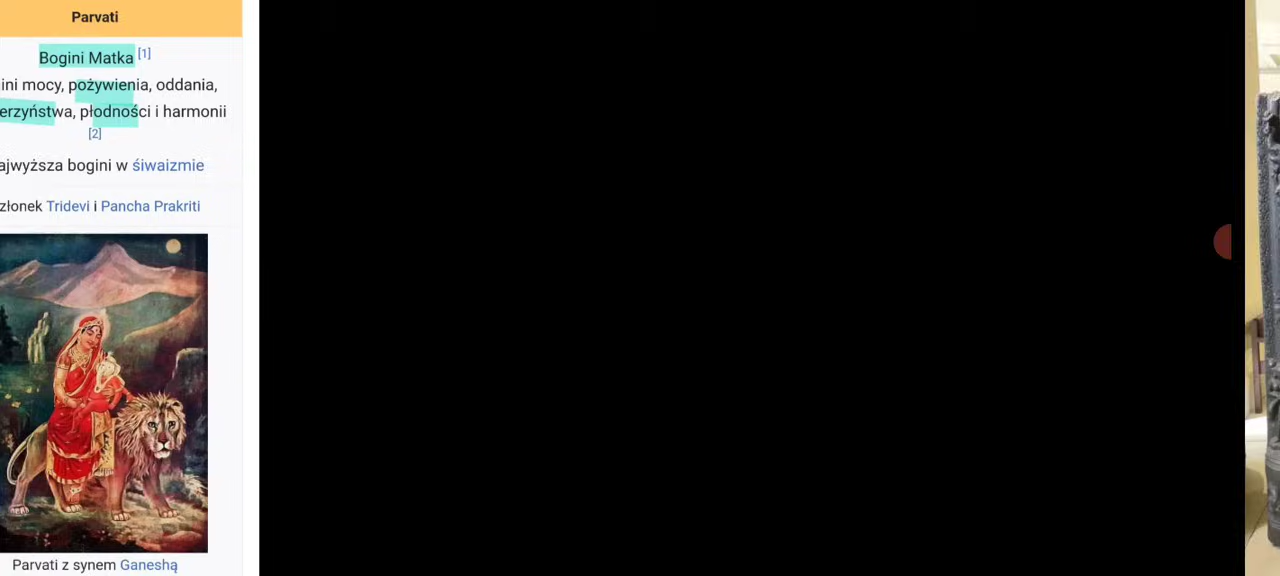 Parvati
Bogini Matka [1]
ini mocy, pożywienia, oddania,
erzyństwa, płodności i harmonii
[2]
ajwyższa bogini w śiwaizmie
złonek Tridevi i Pancha Prakriti
Parvati z synem Ganeshą